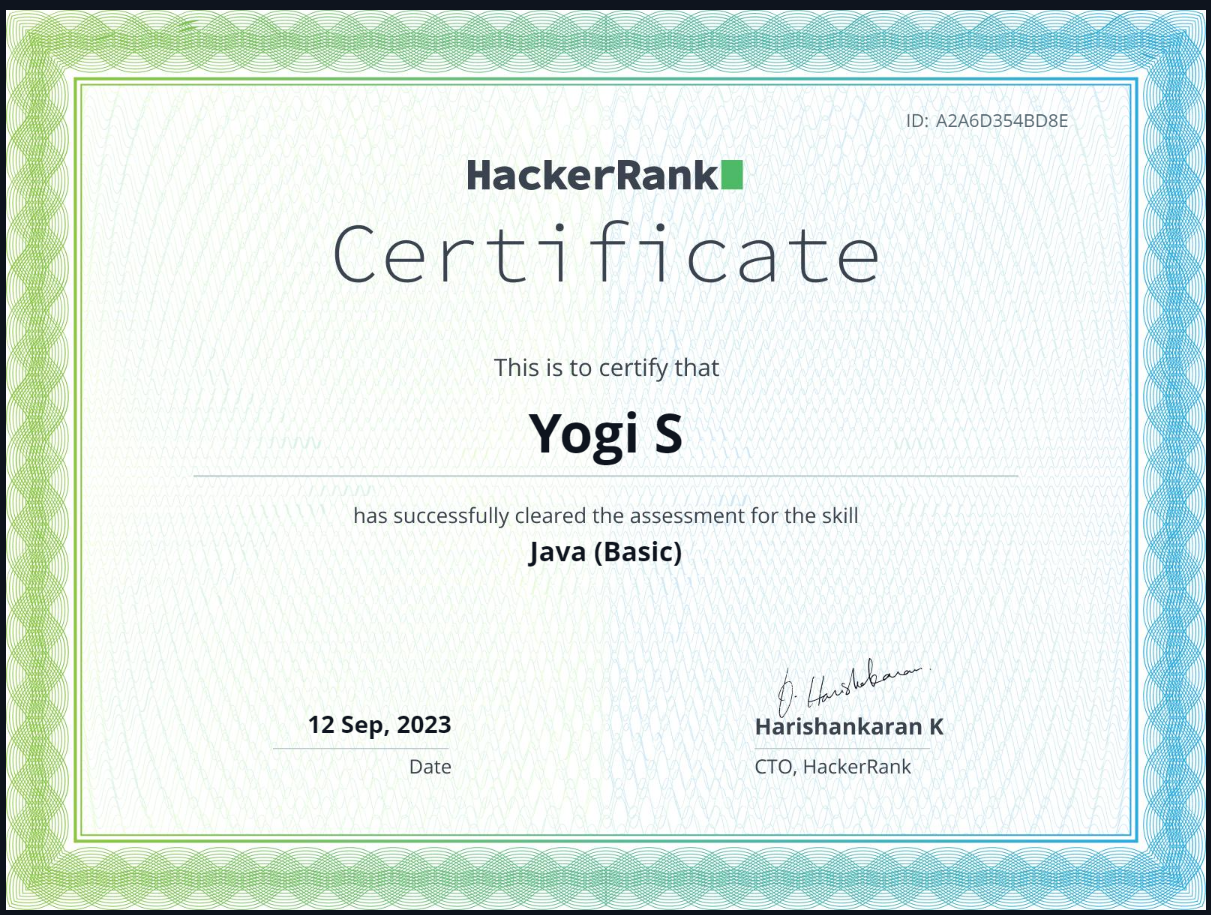 ID: A2A6D354BD8E
HackerRank
Certificate
This is to certify that
Yogi S
has successfully cleared the assessment for the skill
Java (Basic)
12 Sep, 2023
Date
Harishankaran K
CTO, HackerRank